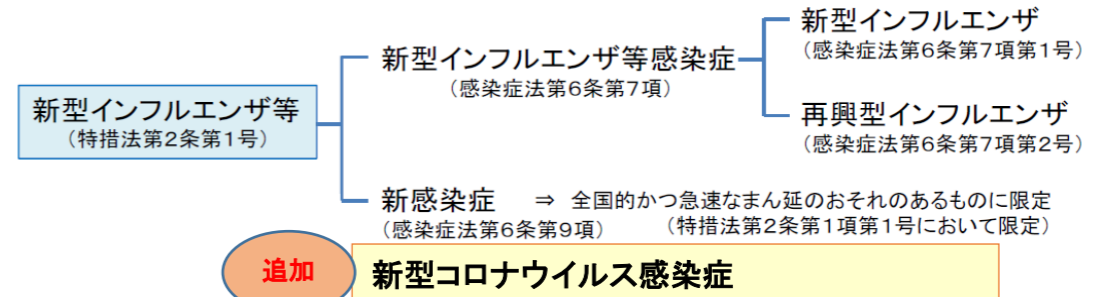 新型インフルエンザ等
（特措法第2条第1号）
新型インフルエンザ等感染症
（感染症法第6条第7項）
新型インフルエンザ
（感染症法第6条第7項第1号）
再興型インフルエンザ
（感染症法第6条第7項第2号）
新感染症 ⇒ 全国的かつ急速なまん延のおそれのあるものに限定
（感染症法第6条第9項） （特措法第2条第1項第1号において限定）
追加 新型コロナウイルス感染症